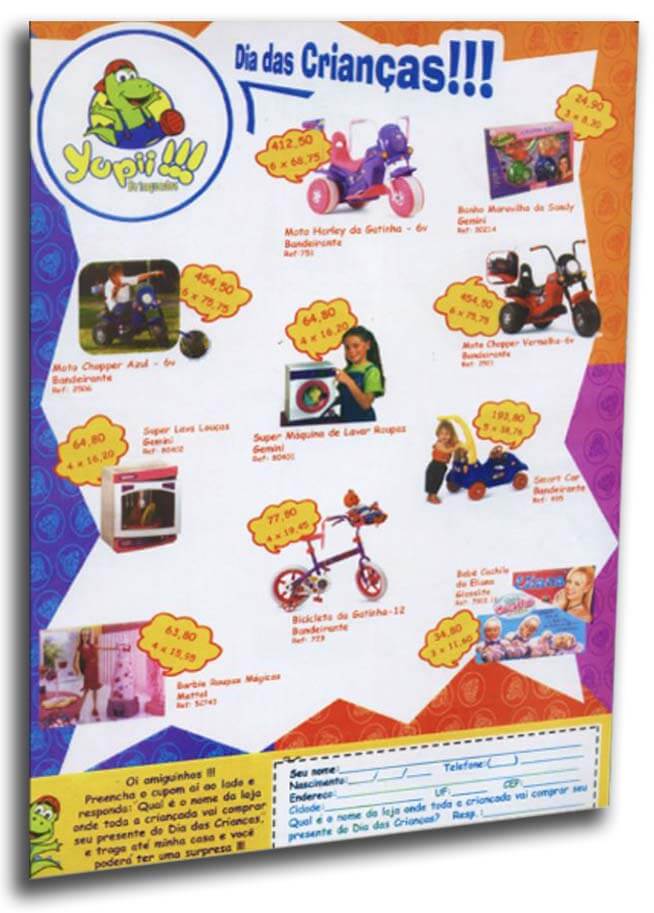 Dia das Crianças!!!
Yupii!!!
Brinquedos
412,50
6 x 68,75
Moto Harley da Gatinha - 6v
Bandeirante
Ref: 751
24,90
3 x 8,30
Banho Maravilha da Sandy
Gemini
Ref: 80214
454,50
6 x 75,75
Moto Chopper Azul - 6v
Bandeirante
Ref: 2506
64,80
4 x 16,20
Super Máquina de Lavar Roupas
Gemini
Ref: 80401
454,50
6 x 75,75
Moto Chopper Vermelha-6v
Bandeirante
Ref:
64,80
4 x 16,20
Super Lava Louças
Gemini
Ref: 80402
193,80
5 x 38,76
Smart Car
Bandeirante
Ref:
77,80
4 x 19,45
Bicicleta da Gatinha-12
Bandeirante
Ref: 773
Bebê Cochilo
da Eliana
Glasslite
Ref:
Eliana
34,80
3 x 11,60
63,80
4 x 15,95
Barbie Roupas Mágicas
Mattel
Ref: 52743
Oi amiguinhos !!!
Preencha o cupom aí ao lado e
responda: Qual é o nome da loja
onde toda a criançada vai comprar
seu presente do Dia das Crianças,
e traga até minha casa e você
poderá ter uma surpresa !!!
Seu nome:
Nascimento: __/__/__ Telefone:( )
Endereço:
Cidade: UF: CEP:
Qual é o nome da loja onde toda a criançada vai comprar seu
presente do Dia das Crianças? Resp.: